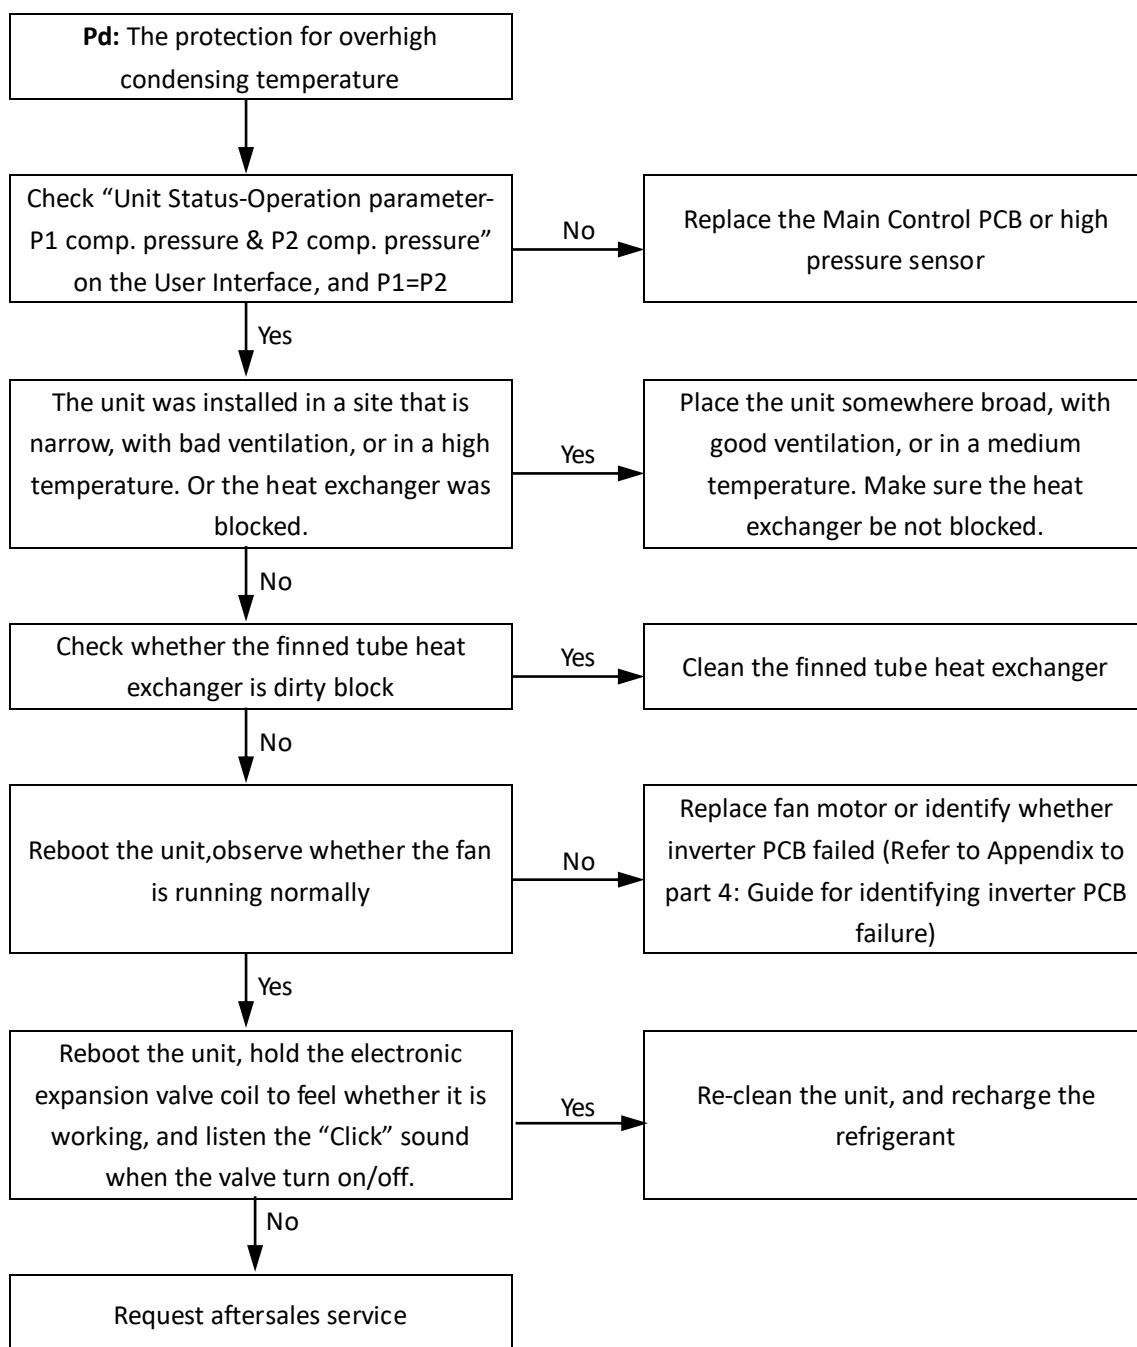 Pd: The protection for overhigh
condensing temperature
Check “Unit Status-Operation parameter-
P1 comp. pressure & P2 comp. pressure”
on the User Interface, and P1=P2
No
Replace the Main Control PCB or high
pressure sensor
Yes
The unit was installed in a site that is
narrow, with bad ventilation, or in a high
temperature. Or the heat exchanger was
blocked.
Yes
Place the unit somewhere broad, with
good ventilation, or in a medium
temperature. Make sure the heat
exchanger be not blocked.
No
Check whether the finned tube heat
exchanger is dirty block
Yes
Clean the finned tube heat exchanger
No
Reboot the unit,observe whether the fan
is running normally
No
Replace fan motor or identify whether
inverter PCB failed (Refer to Appendix to
part 4: Guide for identifying inverter PCB
failure)
Yes
Reboot the unit, hold the electronic
expansion valve coil to feel whether it is
working, and listen the “Click” sound
when the valve turn on/off.
Yes
Re-clean the unit, and recharge the
refrigerant
No
Request aftersales service